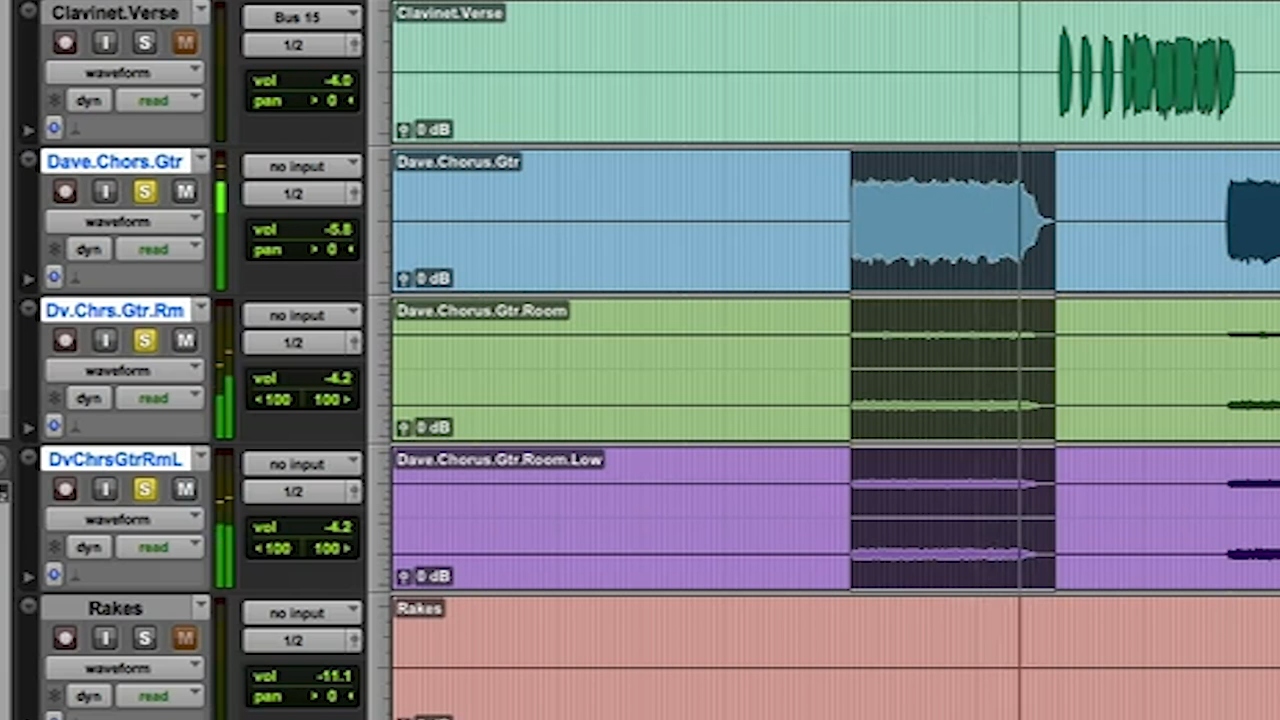 Clavinet.Verse
Bus 15
Clavinet.Verse
I S M
1/2
waveform
vol -4.0
dyn read
pan > 0 <
0 dB
Dave.Chors.Gtr
no input
Dave.Chorus.Gtr
I S M
1/2
waveform
vol -5.8
dyn read
pan > 0 <
0 dB
Dv.Chrs.Gtr.Rm
no input
Dave.Chorus.Gtr.Room
I S M
1/2
waveform
vol -4.2
dyn read
<100 100>
0 dB
DvChrsGtrRmL
no input
Dave.Chorus.Gtr.Room.Low
I S M
1/2
waveform
vol -4.2
dyn read
<100 100>
0 dB
Rakes
no input
Rakes
I S M
1/2
waveform
vol -11.1
dyn read
pan > 0 <